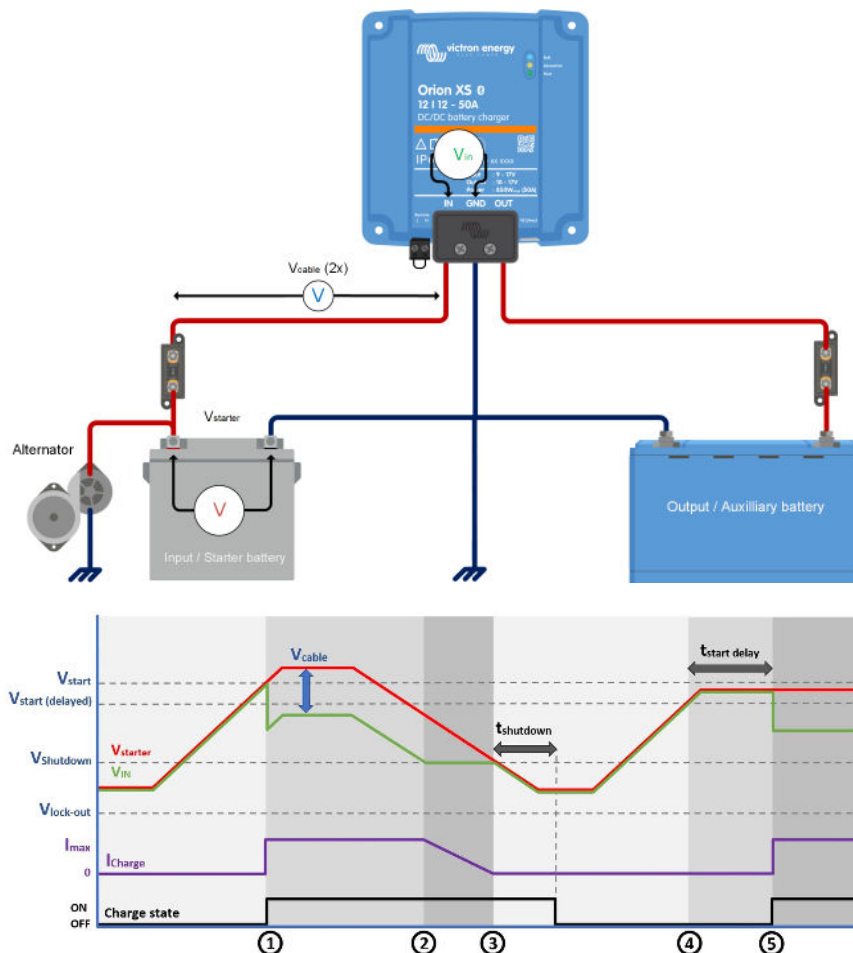 victron energy
BLUE POWER
Orion XS
12 | 12 - 50A
DC/DC battery charger
Vin
IN GND OUT
Vcable (2x)
V
Vstarter
Alternator
V
Input / Starter battery
Output / Auxilliary battery
Vstart
Vcable
tstart delay
Vstart (delayed)
tshutdown
Vstarter
VShutdown
VIN
Vlock-out
Imax
ICharge
0
ON
Charge state
OFF
1 2 3 4 5